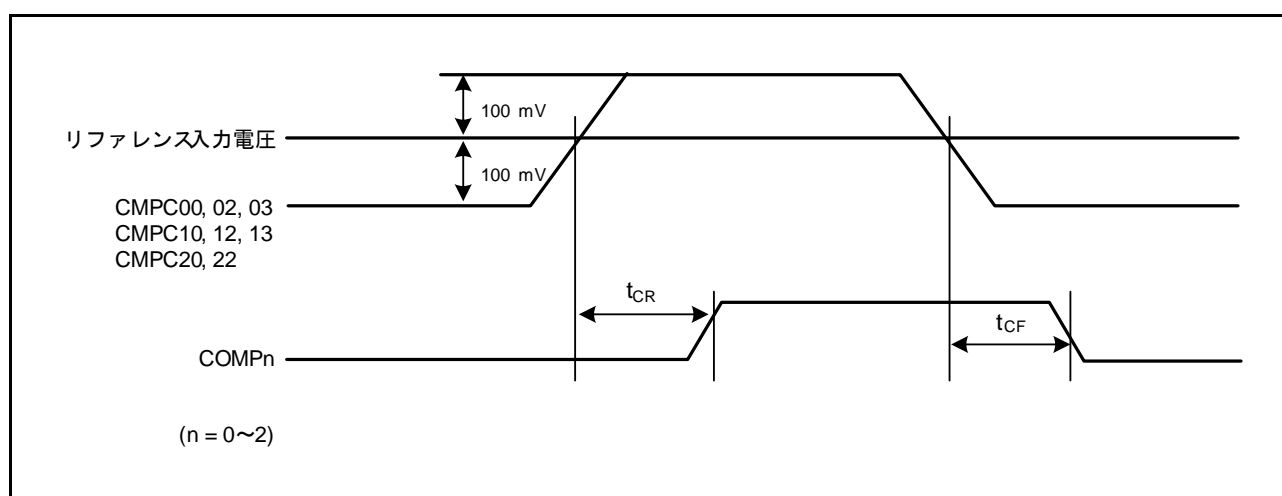 100 mV
リファレンス入力電圧
100 mV
CMPC00, 02, 03
CMPC10, 12, 13
CMPC20, 22
tCR
tCF
COMPn
(n = 0〜2)